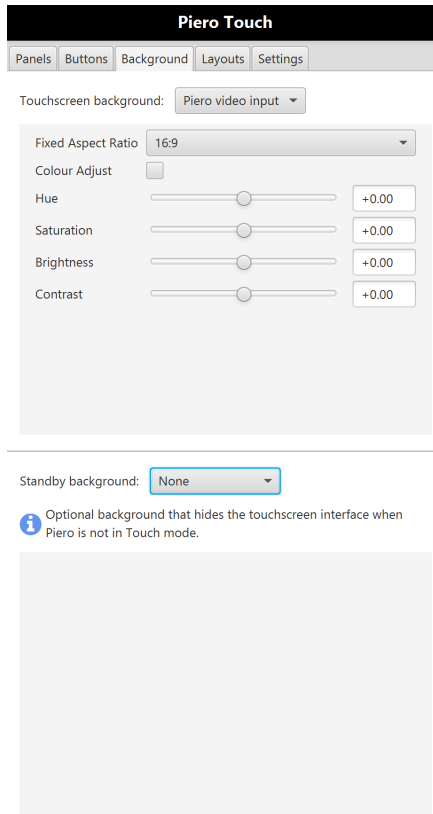 Piero Touch
Panels Buttons Background Layouts Settings
Touchscreen background: Piero video input
Fixed Aspect Ratio 16:9
Colour Adjust
Hue +0.00
Saturation +0.00
Brightness +0.00
Contrast +0.00
Standby background: None
Optional background that hides the touchscreen interface when
Piero is not in Touch mode.